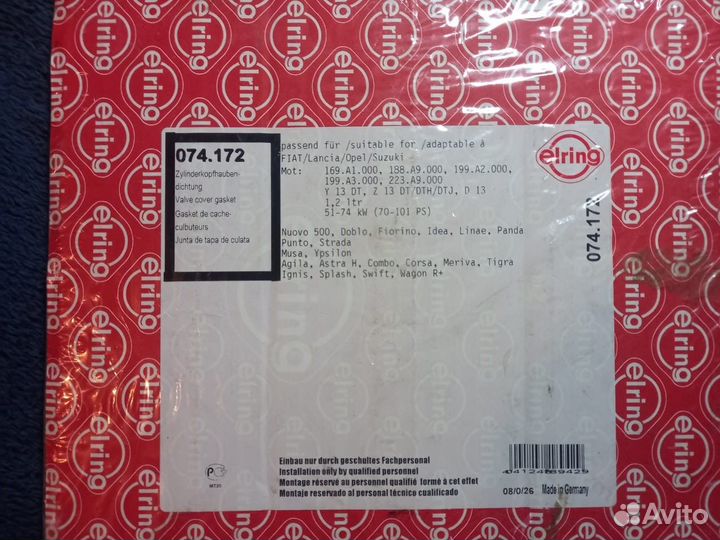 074.172
Zylinderkopfhauben-
dichtung
Valve cover gasket
Gasket de cache-
culbuteurs
Junta de tapa de culata
passend für /suitable for /adaptable à
FIAT/Lancia/Opel/Suzuki
Mot: 169.A1.000, 188.A9.000, 199.A2.000,
199.A3.000, 223.A9.000
Y 13 DT, Z 13 DT/DTH/DTJ, D 13
1,2 ltr
51-74 kW (70-101 PS)
Nuovo 500, Doblo, Fiorino, Idea, Linae, Panda
Punto, Strada
Musa, Ypsilon
Agila, Astra H, Combo, Corsa, Meriva, Tigra
Ignis, Splash, Swift, Wagon R+
elring
074.172
Einbau nur durch geschultes Fachpersonal
Installation only by qualified personnel
Montage réservé au personnel qualifié formé à cet effet
Montaje reservado al personal técnico cualificado
08/0/26 Made in Germany
elring
Avito